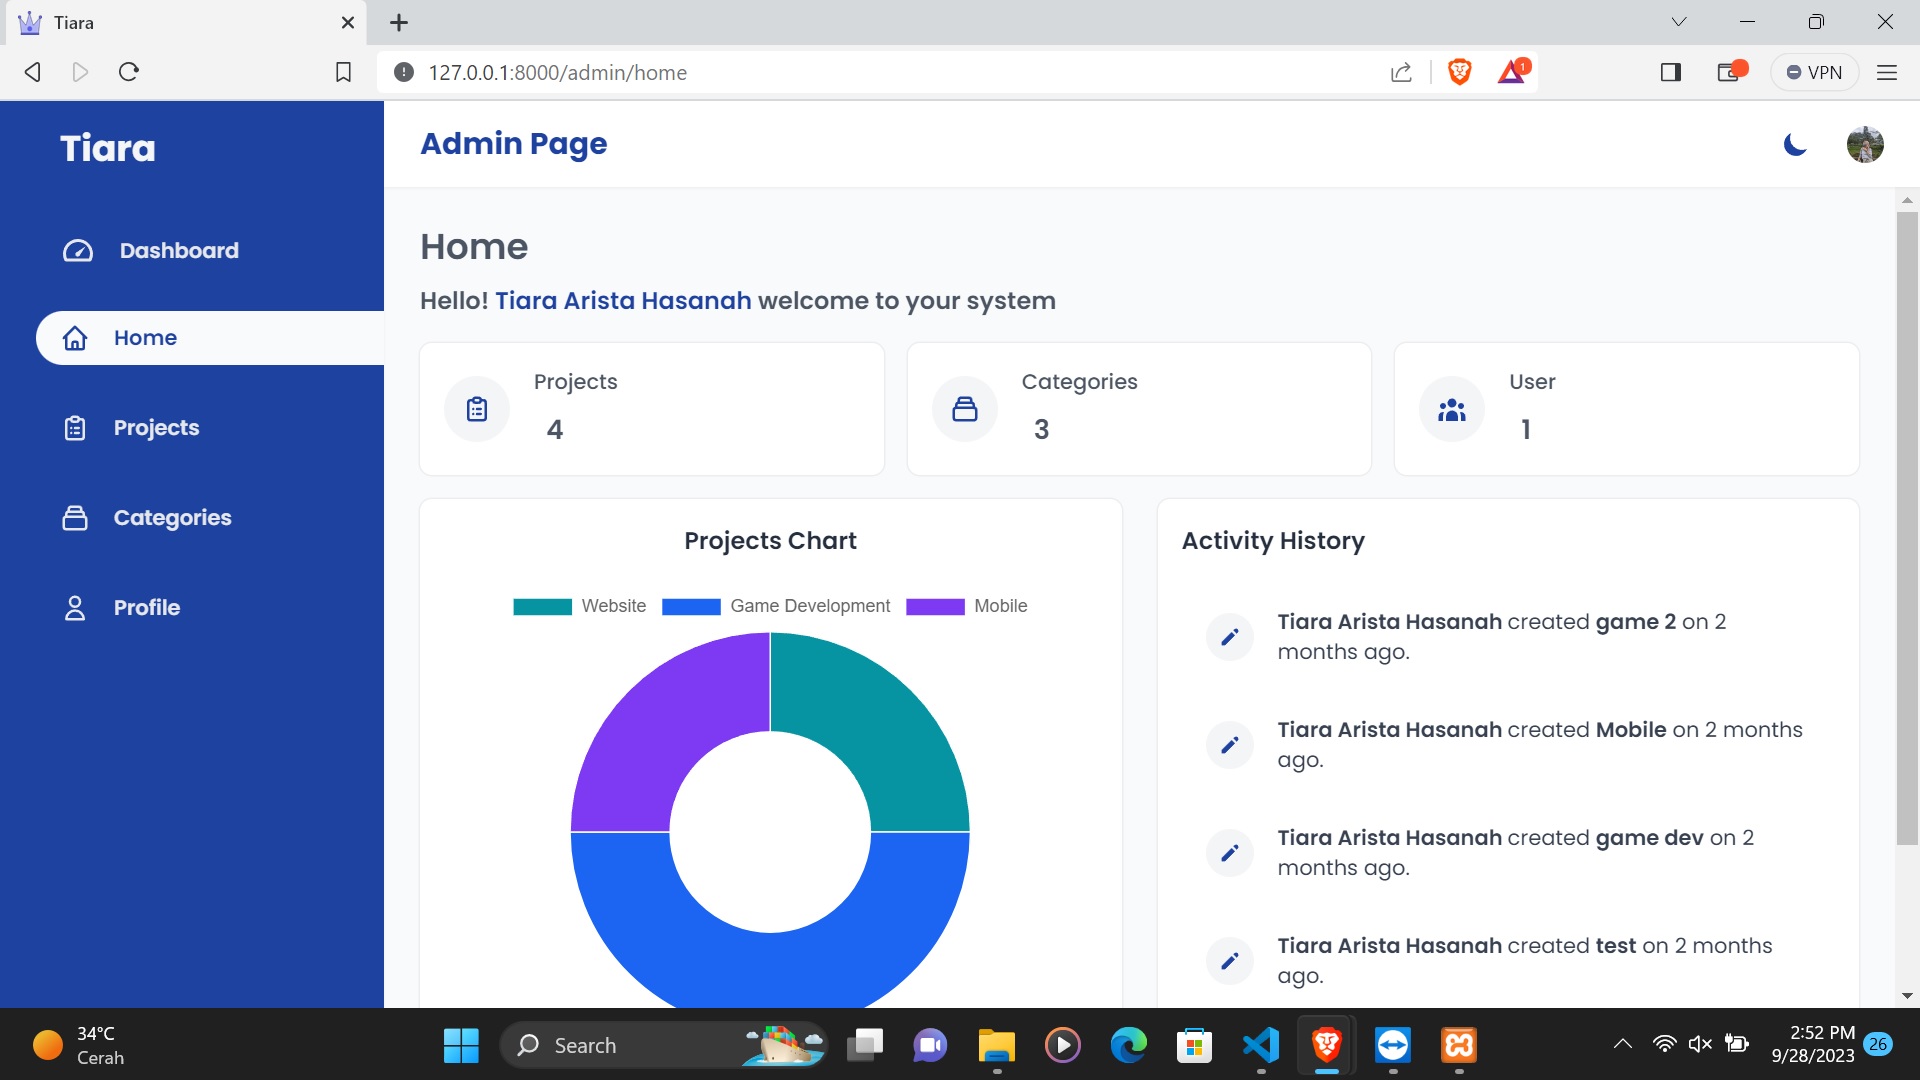 Tiara
127.0.0.1:8000/admin/home
1
VPN
Tiara
Dashboard
Home
Projects
Categories
Profile
Admin Page
Home
Hello! Tiara Arista Hasanah welcome to your system
Projects
4
Categories
3
User
1
Projects Chart
Website
Game Development
Mobile
Activity History
Tiara Arista Hasanah created game 2 on 2
months ago.
Tiara Arista Hasanah created Mobile on 2 months
ago.
Tiara Arista Hasanah created game dev on 2
months ago.
Tiara Arista Hasanah created test on 2 months
ago.
34°C
Cerah
Search
2:52 PM
9/28/2023
26